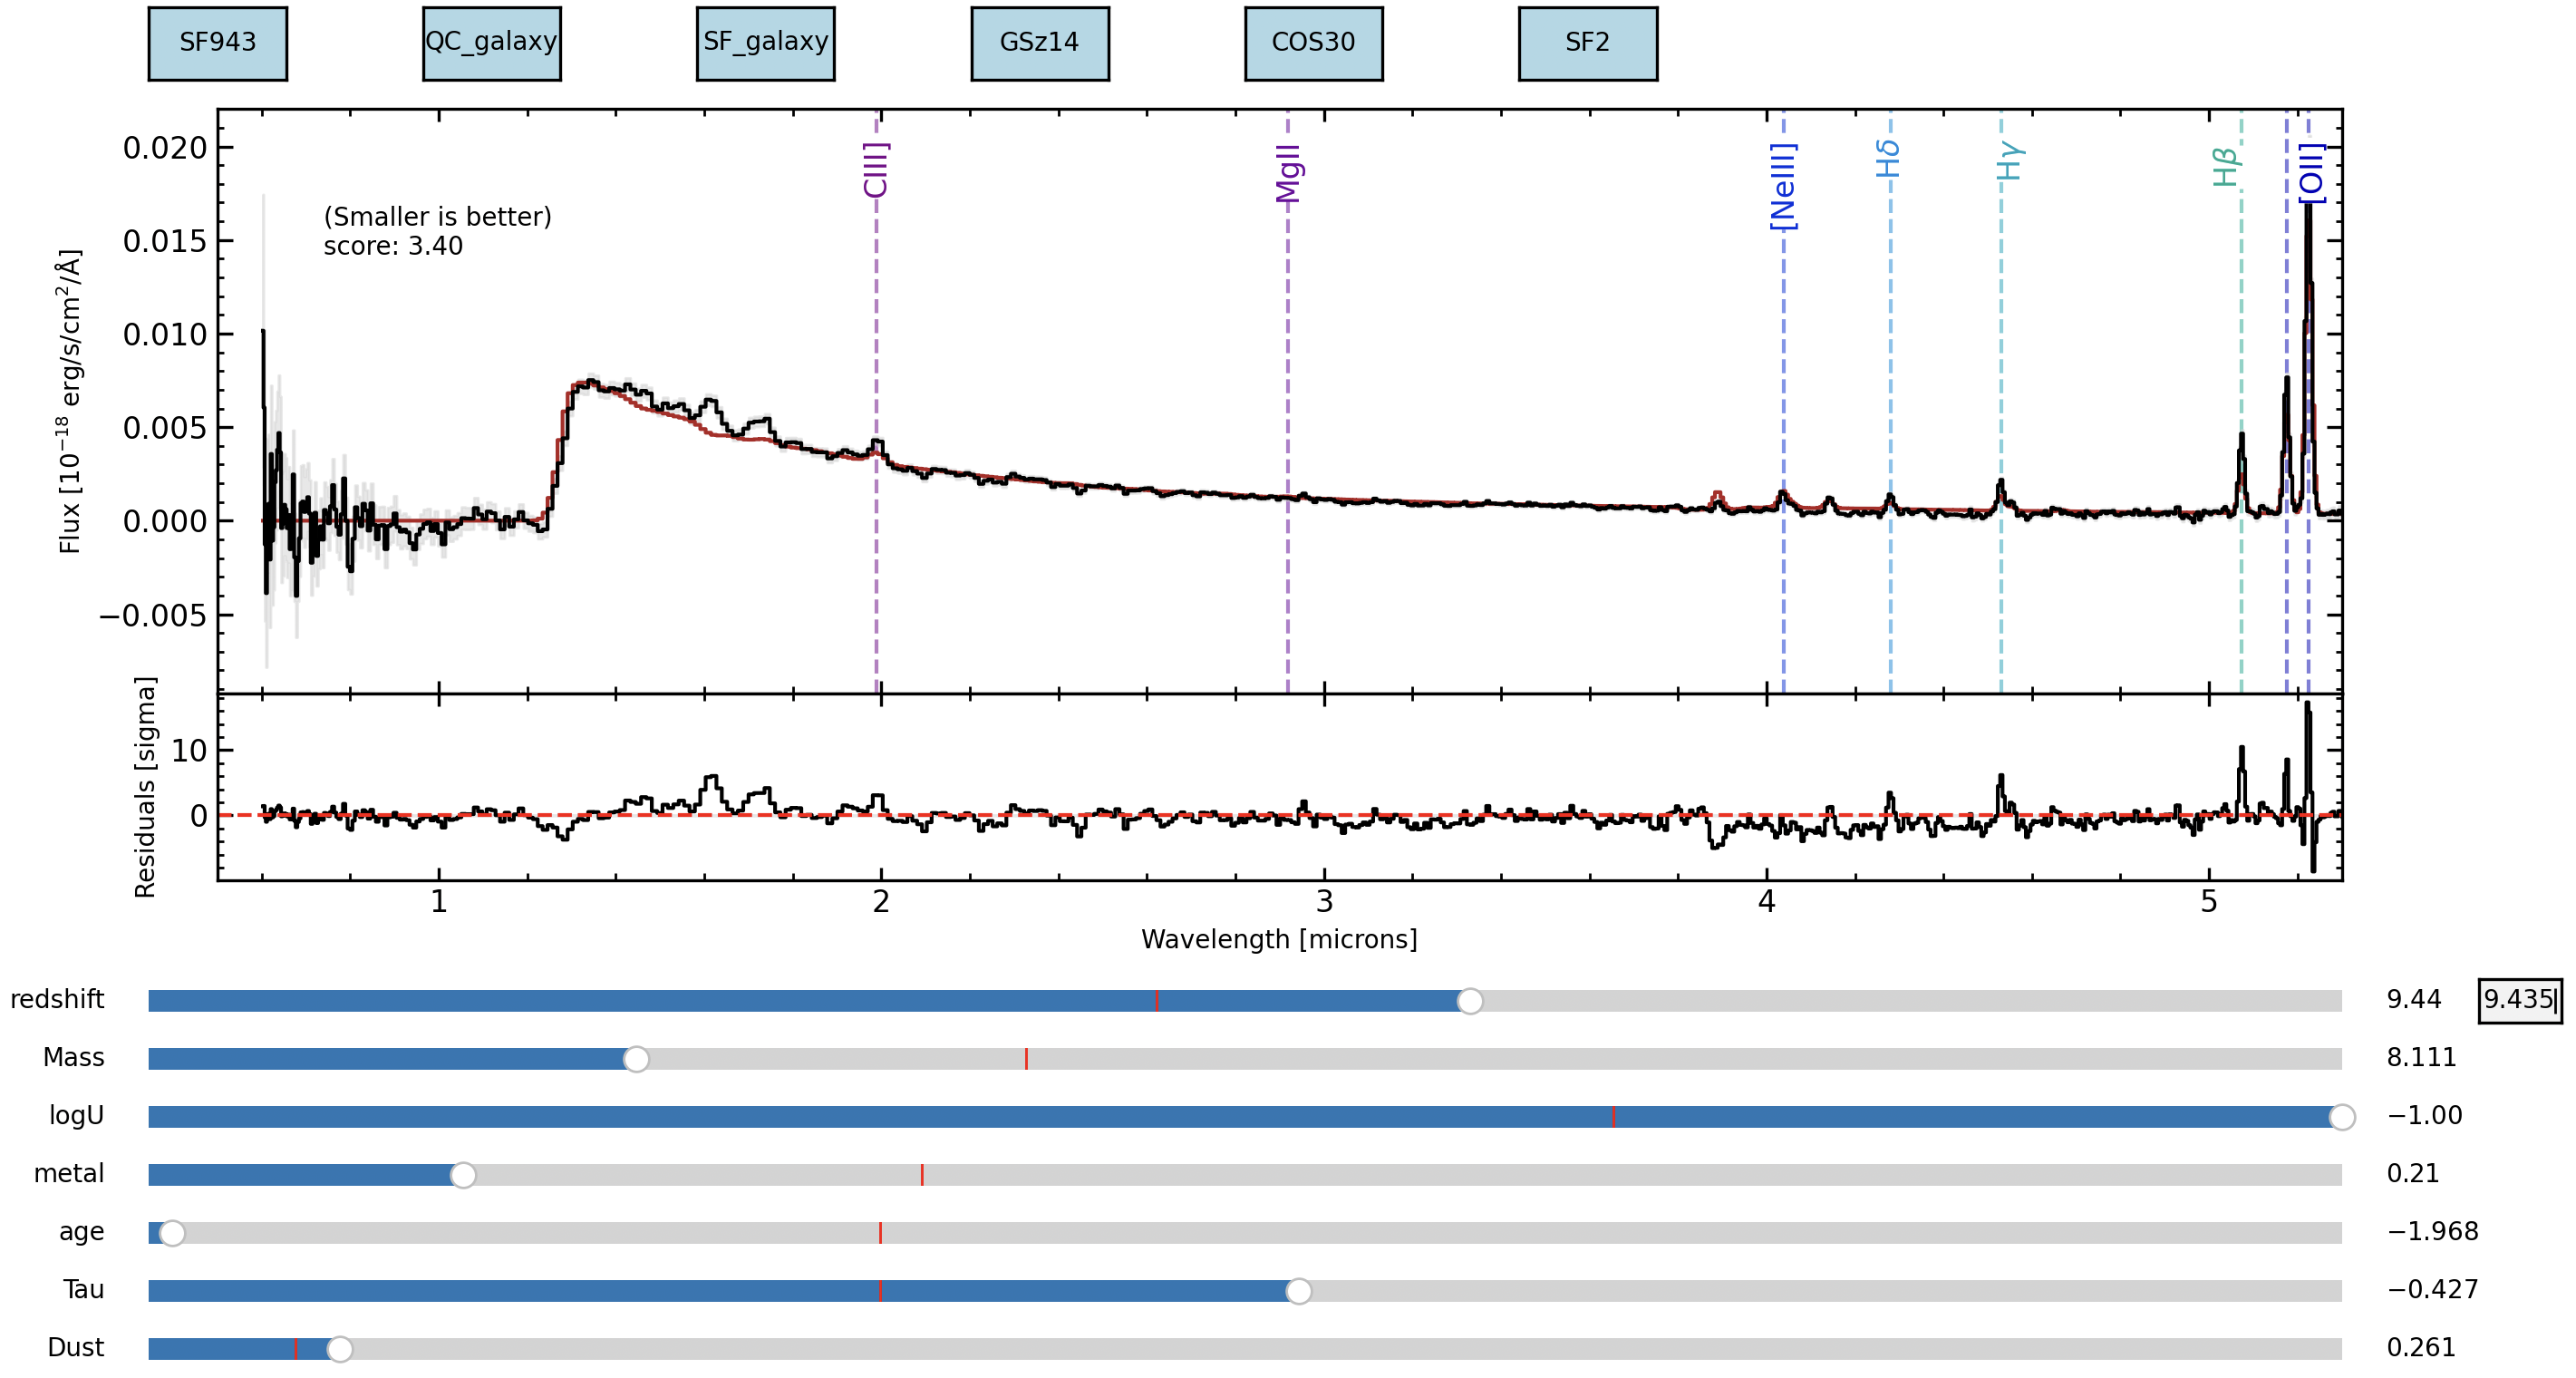 SF943 QC_galaxy SF_galaxy GSz14 COS30 SF2
CIII] MgII [NeIII] Hδ Hγ Hβ [OII]
(Smaller is better)
score: 3.40
Flux [10⁻¹⁸ erg/s/cm²/Å]
0.020
0.015
0.010
0.005
0.000
−0.005
Residuals [sigma]
10
0
1 2 3 4 5
Wavelength [microns]
redshift 9.44 9.435
Mass 8.111
logU −1.00
metal 0.21
age −1.968
Tau −0.427
Dust 0.261